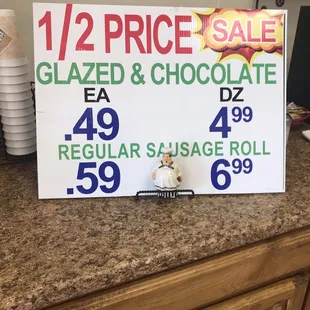 1/2 PRICE SALE
GLAZED & CHOCOLATE
EA DZ
.49 4.99
REGULAR SAUSAGE ROLL
.59 6.99